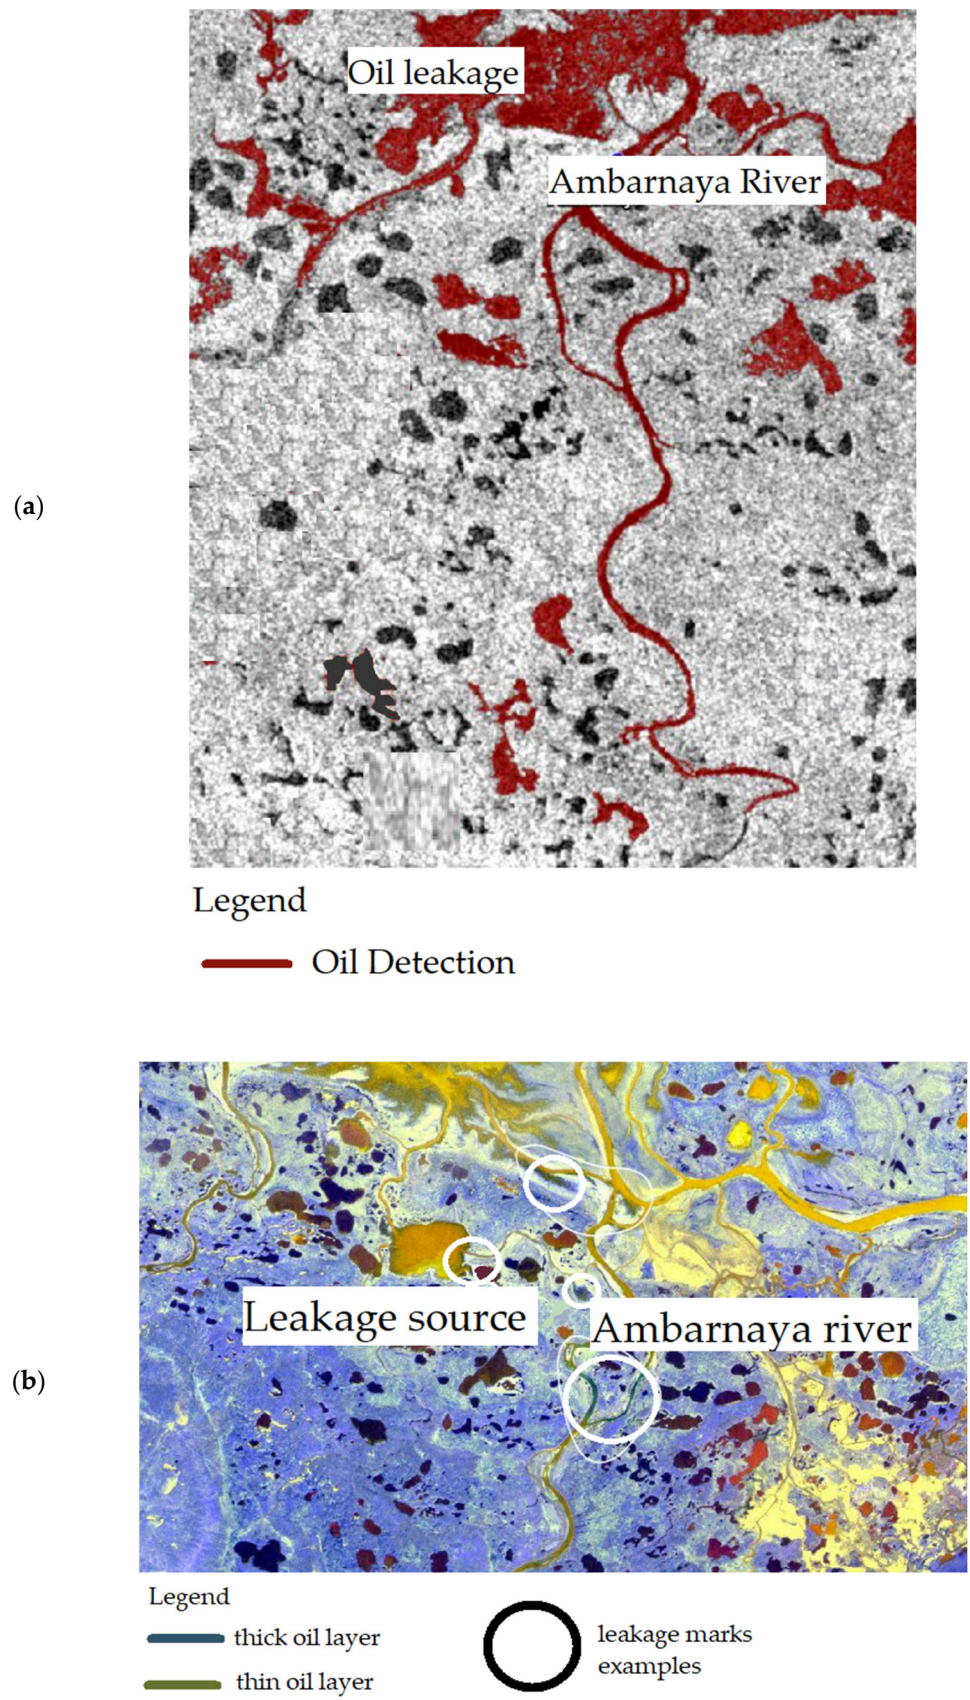 Oil leakage
Ambarnaya River
(a)
Legend
Oil Detection
Leakage source
Ambarnaya river
(b)
Legend
thick oil layer
leakage marks
examples
thin oil layer